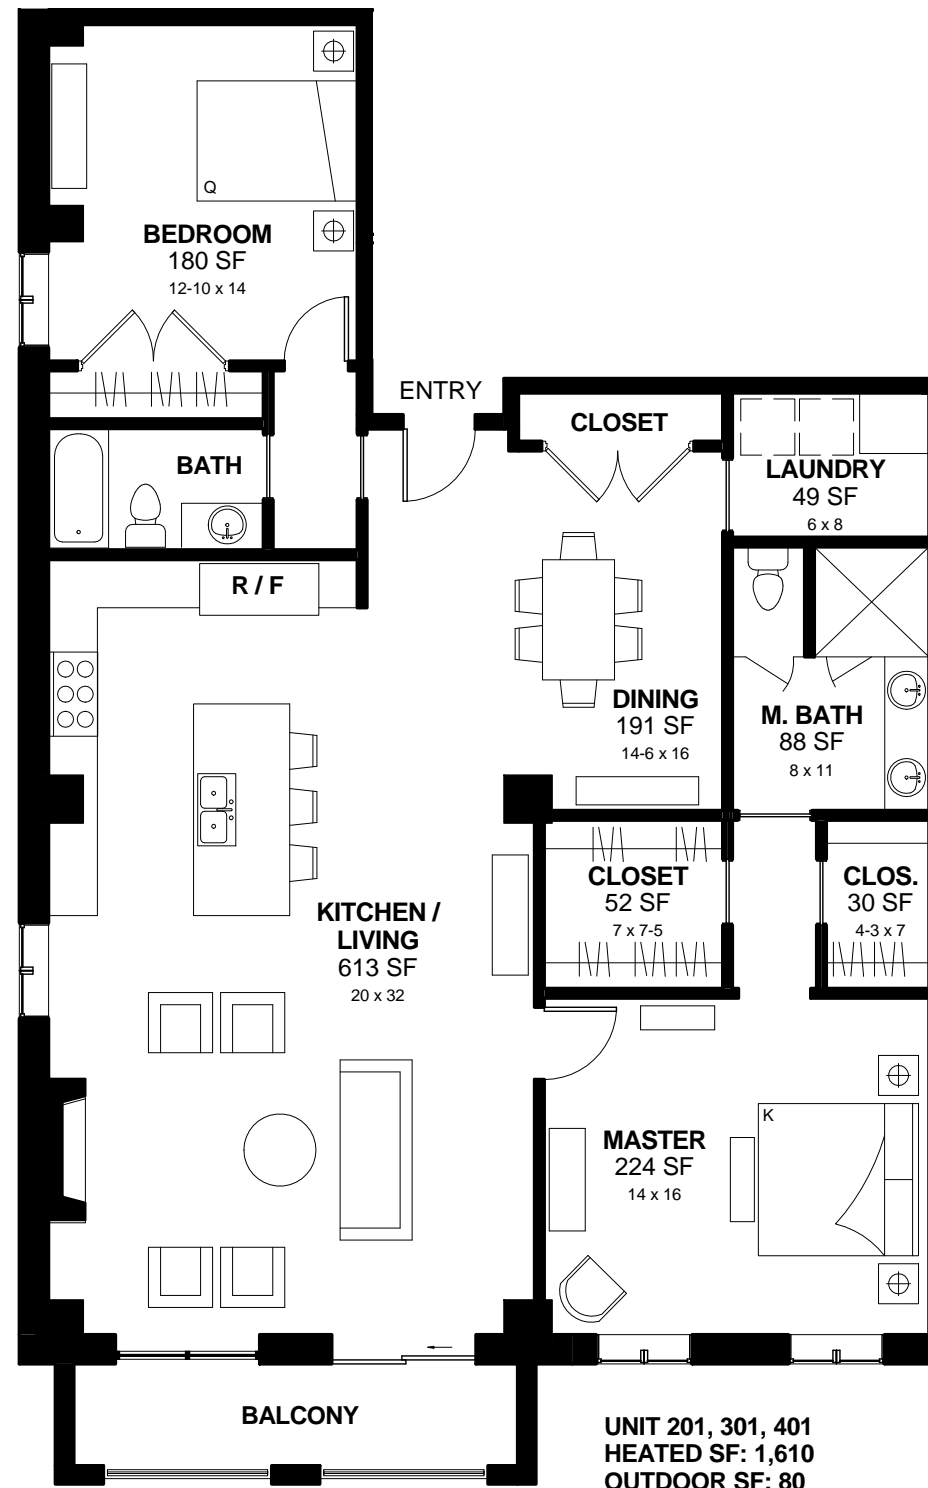 Q
BEDROOM
180 SF
12-10 x 14
ENTRY
CLOSET
BATH
LAUNDRY
49 SF
6 x 8
R / F
DINING
191 SF
14-6 x 16
M. BATH
88 SF
8 x 11
CLOSET
52 SF
7 x 7-5
CLOS.
30 SF
4-3 x 7
KITCHEN /
LIVING
613 SF
20 x 32
K
MASTER
224 SF
14 x 16
BALCONY
UNIT 201, 301, 401
HEATED SF: 1,610
OUTDOOR SF: 80